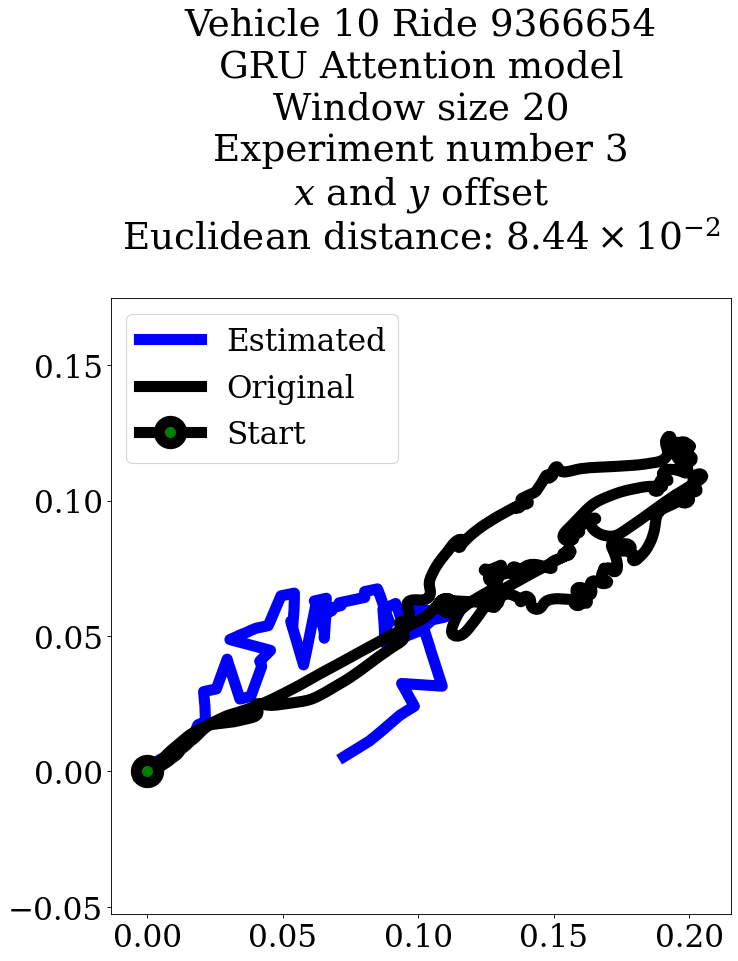 Vehicle 10 Ride 9366654
GRU Attention model
Window size 20
Experiment number 3
x and y offset
Euclidean distance: 8.44 × 10⁻²
Estimated
Original
Start
0.15
0.10
0.05
0.00
−0.05
0.00 0.05 0.10 0.15 0.20